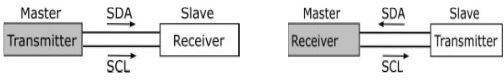 Master SDA Slave
Transmitter Receiver
SCL
Master SDA Slave
Receiver Transmitter
SCL